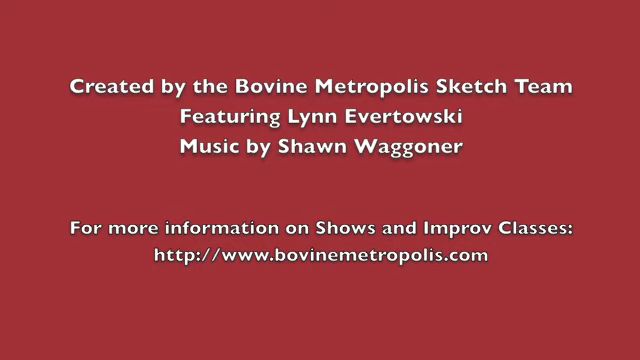 Created by the Bovine Metropolis Sketch Team
Featuring Lynn Evertowski
Music by Shawn Waggoner
For more information on Shows and Improv Classes:
http://www.bovinemetropolis.com